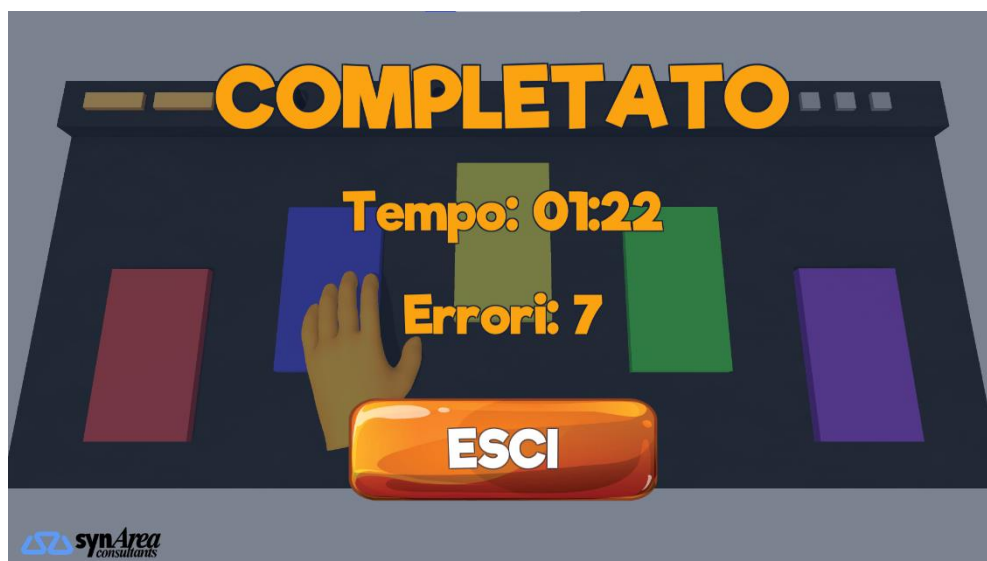 COMPLETATO
Tempo: 01:22
Errori: 7
ESCI
synArea
consultants